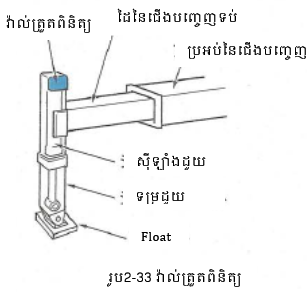 វ៉ាល់ត្រួតពិនិត្យ
ដៃនៃជើងបញ្ចេញទប់
ប្រអប់នៃជើងបញ្ចេញ
ស៊ីឡាំងដួយ
ទម្រដួយ
Float
រូប2-33 វ៉ាល់ត្រួតពិនិត្យ